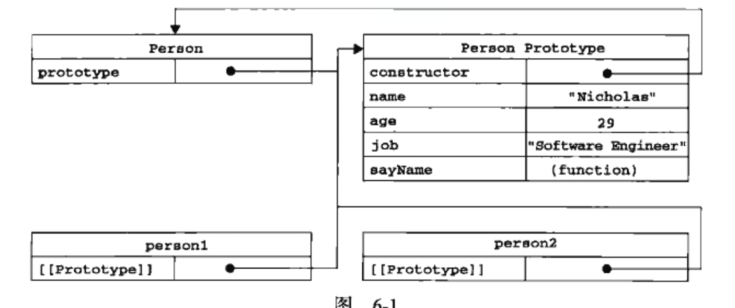 Person
prototype
Person Prototype
constructor
name "Nicholas"
age 29
job "Software Engineer"
sayName (function)
person1
[[Prototype]]
person2
[[Prototype]]
图 6-1